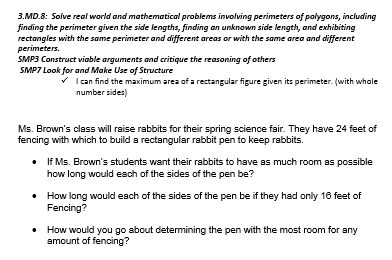 3.MD.8: Solve real world and mathematical problems involving perimeters of polygons, including
finding the perimeter given the side lengths, finding an unknown side length, and exhibiting
rectangles with the same perimeter and different areas or with the same area and different
perimeters.
SMP3 Construct viable arguments and critique the reasoning of others
SMP7 Look for and Make Use of Structure
✓ I can find the maximum area of a rectangular figure given its perimeter. (with whole
number sides)
Ms. Brown's class will raise rabbits for their spring science fair. They have 24 feet of
fencing with which to build a rectangular rabbit pen to keep rabbits.
• If Ms. Brown's students want their rabbits to have as much room as possible
how long would each of the sides of the pen be?
• How long would each of the sides of the pen be if they had only 16 feet of
Fencing?
• How would you go about determining the pen with the most room for any
amount of fencing?